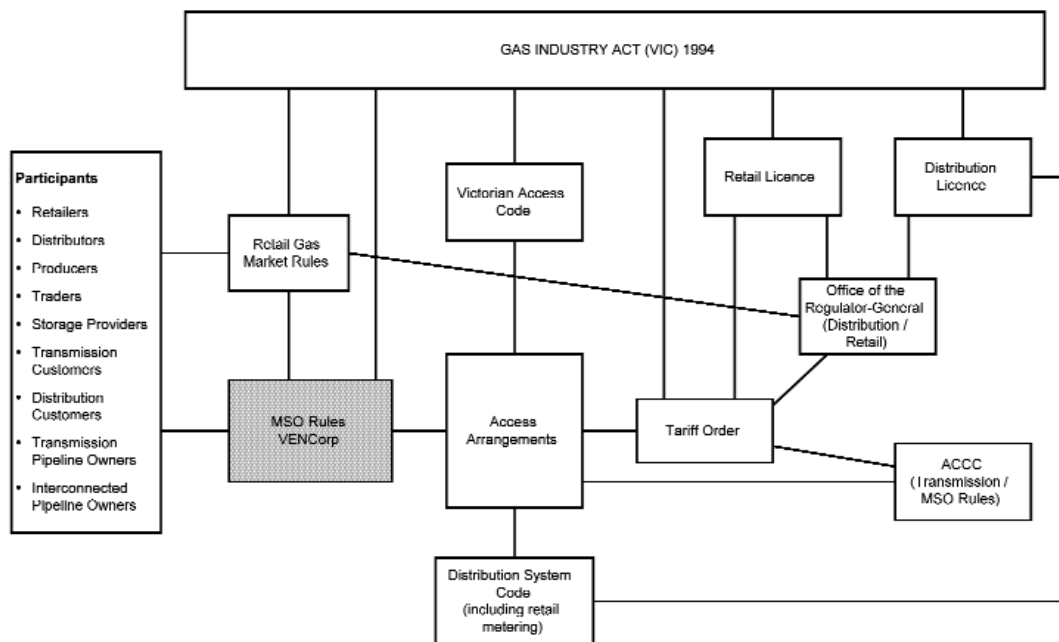 GAS INDUSTRY ACT (VIC) 1994
Participants
• Retailers
• Distributors
• Producers
• Traders
• Storage Providers
• Transmission
Customers
• Distribution
Customers
• Transmission
Pipeline Owners
• Interconnected
Pipeline Owners
Retail Gas
Market Rules
Victorian Access
Code
Retail Licence
Distribution
Licence
Office of the
Regulator-General
(Distribution /
Retail)
MSO Rules
VENCorp
Access
Arrangements
Tariff Order
ACCC
(Transmission /
MSO Rules)
Distribution System
Code
(including retail
metering)